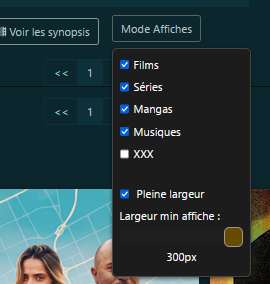 Voir les synopsis
Mode Affiches
<< 1
<< 1
Films
Séries
Mangas
Musiques
XXX
Pleine largeur
Largeur min affiche :
300px